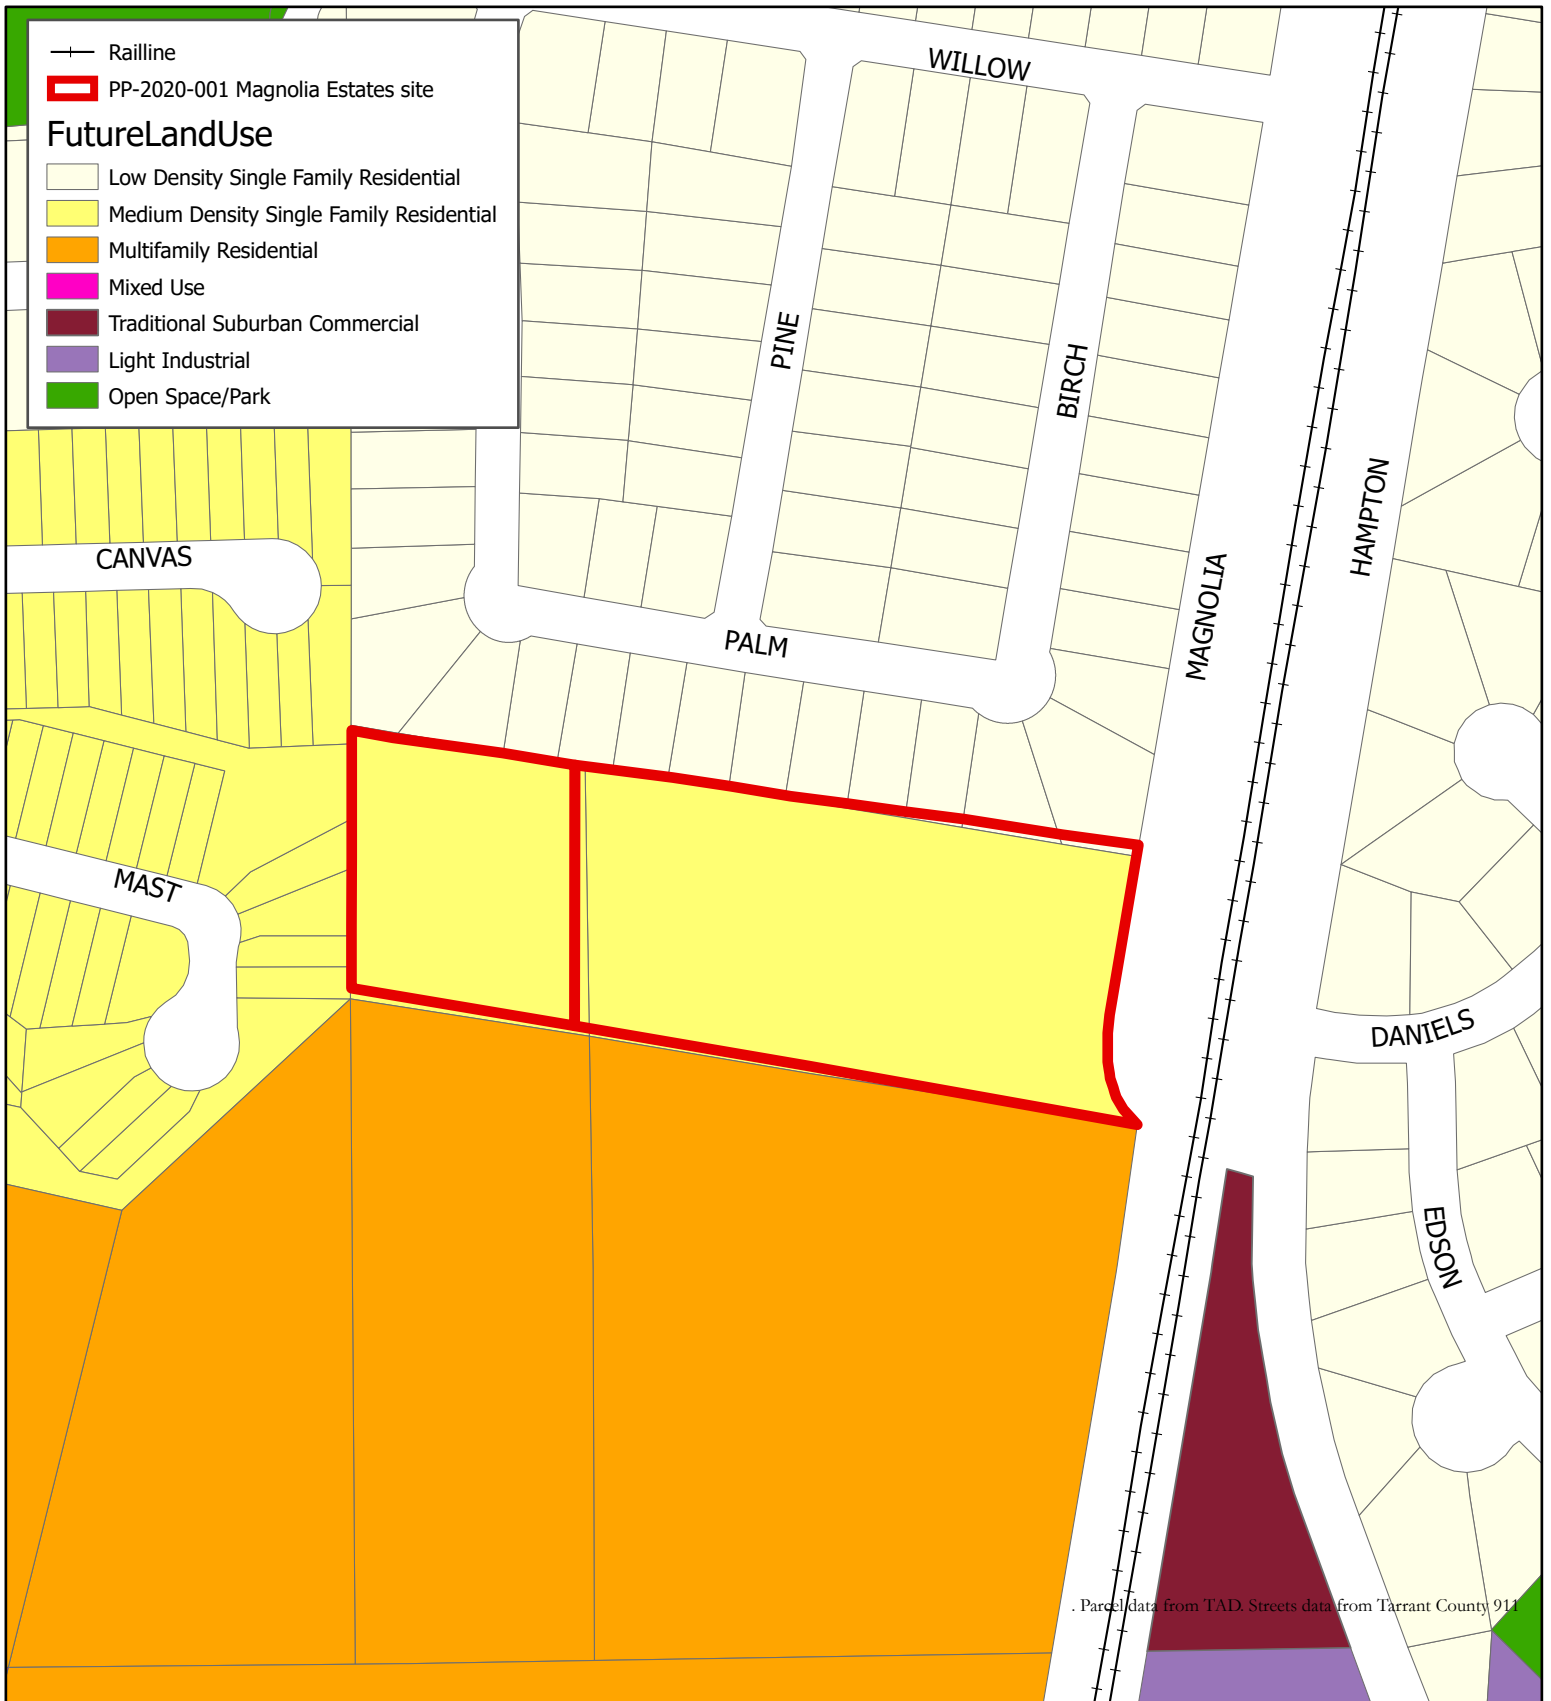 Railline
PP-2020-001 Magnolia Estates site
FutureLandUse
Low Density Single Family Residential
Medium Density Single Family Residential
Multifamily Residential
Mixed Use
Traditional Suburban Commercial
Light Industrial
Open Space/Park
WILLOW
PINE
BIRCH
HAMPTON
CANVAS
MAGNOLIA
PALM
MAST
DANIELS
EDSON
. Parcel data from TAD. Streets data from Tarrant County 911